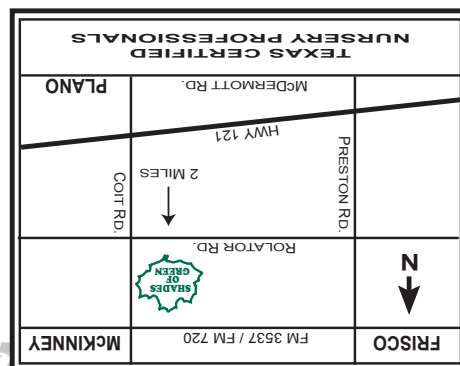 FRISCO
FM 3537 / FM 720
McKINNEY
N
SHADES
OF
GREEN
ROLATOR RD.
PRESTON RD.
2 MILES
COIT RD.
HWY 121
McDERMOTT RD.
PLANO
TEXAS CERTIFIED
NURSERY PROFESSIONALS